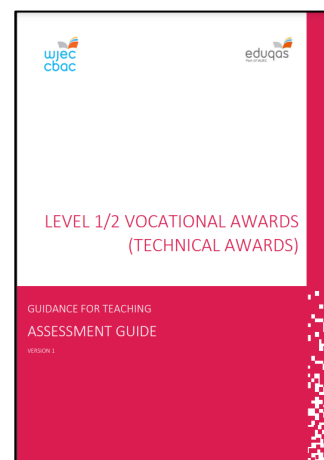 wjec
cbac
eduqas
LEVEL 1/2 VOCATIONAL AWARDS
(TECHNICAL AWARDS)
GUIDANCE FOR TEACHING
ASSESSMENT GUIDE
VERSION 1